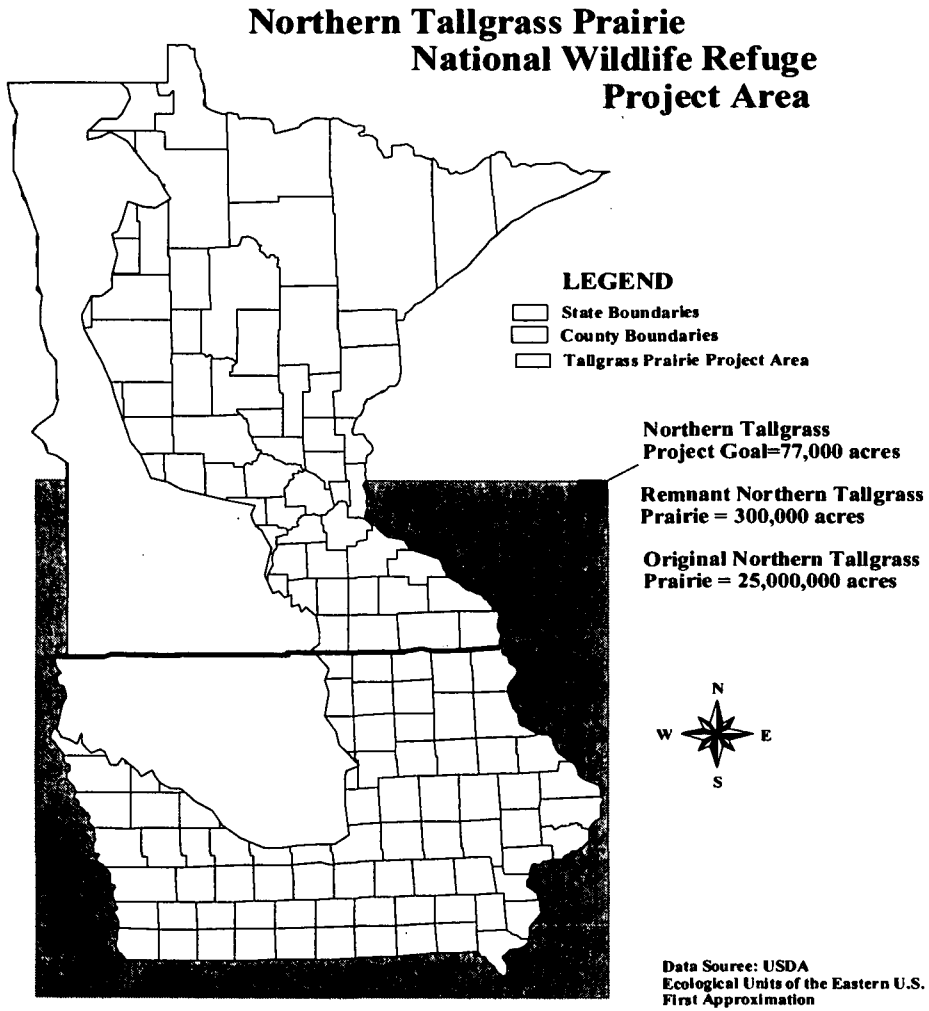 Northern Tallgrass Prairie
National Wildlife Refuge
Project Area
LEGEND
State Boundaries
County Boundaries
Tallgrass Prairie Project Area
Northern Tallgrass
Project Goal=77,000 acres
Remnant Northern Tallgrass
Prairie = 300,000 acres
Original Northern Tallgrass
Prairie = 25,000,000 acres
N
W E
S
Data Source: USDA
Ecological Units of the Eastern U.S.
First Approximation